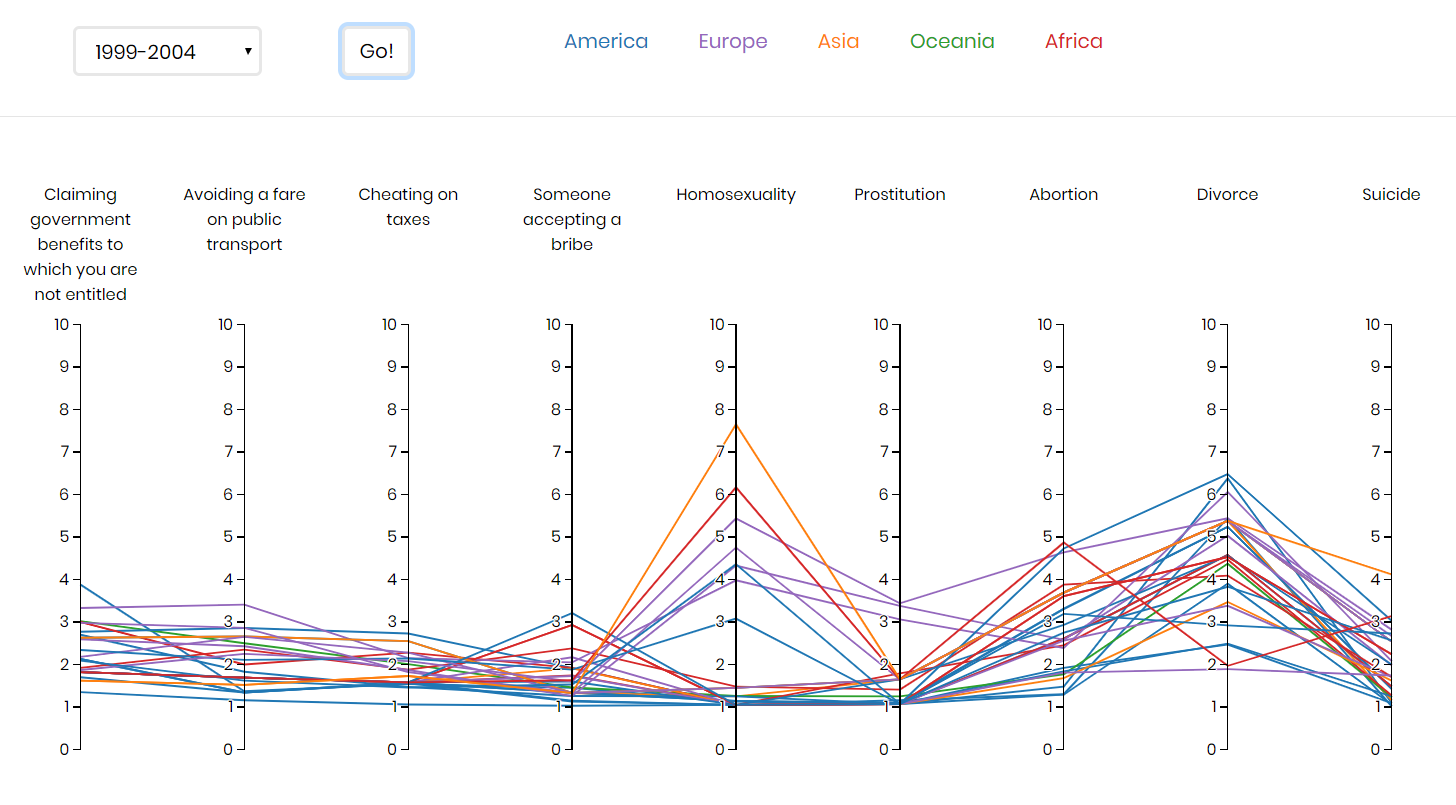 1999-2004 Go! America Europe Asia Oceania Africa
Claiming government benefits to which you are not entitled
Avoiding a fare on public transport
Cheating on taxes
Someone accepting a bribe
Homosexuality
Prostitution
Abortion
Divorce
Suicide
10 10 10 10 10 10 10 10 10
9 9 9 9 9 9 9 9 9
8 8 8 8 8 8 8 8 8
7 7 7 7 7 7 7 7 7
6 6 6 6 6 6 6 6 6
5 5 5 5 5 5 5 5 5
4 4 4 4 4 4 4 4 4
3 3 3 3 3 3 3 3 3
2 2 2 2 2 2 2 2 2
1 1 1 1 1 1 1 1 1
0 0 0 0 0 0 0 0 0